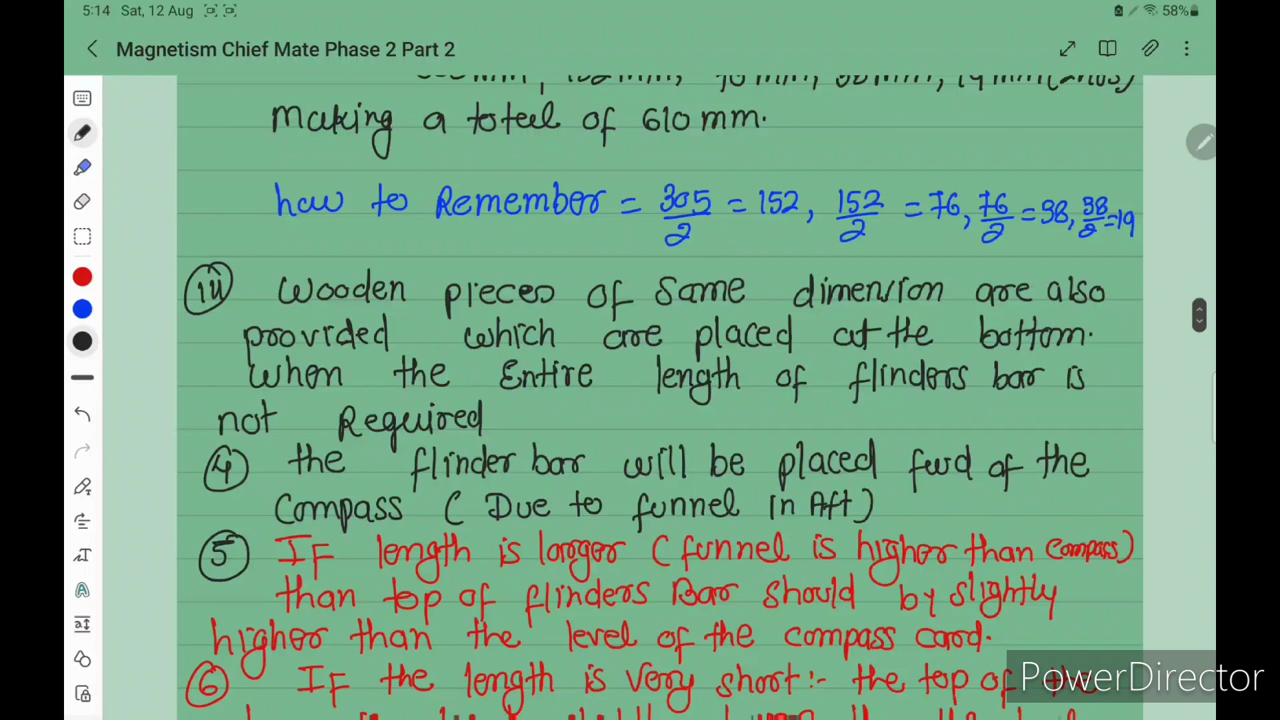 5:14 Sat, 12 Aug
58%
Magnetism Chief Mate Phase 2 Part 2
making a toteel of 610 mm.
how to Remember = 305/2 = 152, 152/2 = 76, 76/2 = 38, 38/2 = 19
Wooden pieces of Same dimension are also
provided which are placed at the bottom.
when the Entire length of flinders bar is
not Required
4 the flinder bar will be placed fwd of the
Compass ( Due to funnel in Aft )
5 IF length is larger ( funnel is higher than Compass)
than top of flinders Bar should by slightly
higher than the level of the compass card.
6 IF the length is very short :- the top of the
PowerDirector